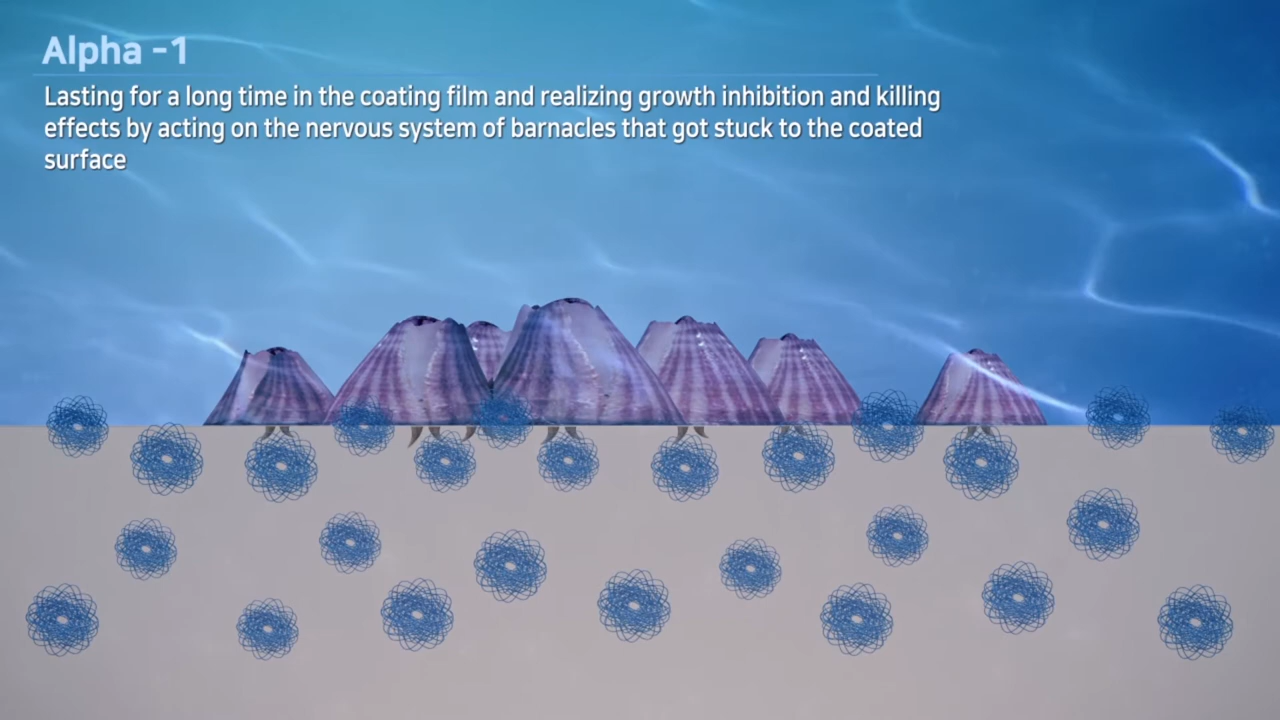 Alpha -1
Lasting for a long time in the coating film and realizing growth inhibition and killing
effects by acting on the nervous system of barnacles that got stuck to the coated
surface